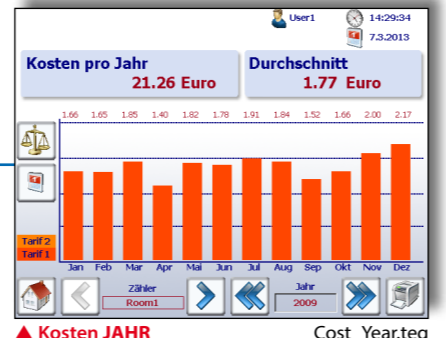 User1 14:29:34
7.3.2013
Kosten pro Jahr
21.26 Euro
Durchschnitt
1.77 Euro
1.66 1.65 1.85 1.40 1.82 1.78 1.91 1.84 1.52 1.66 2.00 2.17
Tarif 2
Tarif 1
Jan Feb Mar Apr Mai Jun Jul Aug Sep Okt Nov Dez
Zähler
Room1
Jahr
2009
▲ Kosten JAHR
Cost_Year.teq